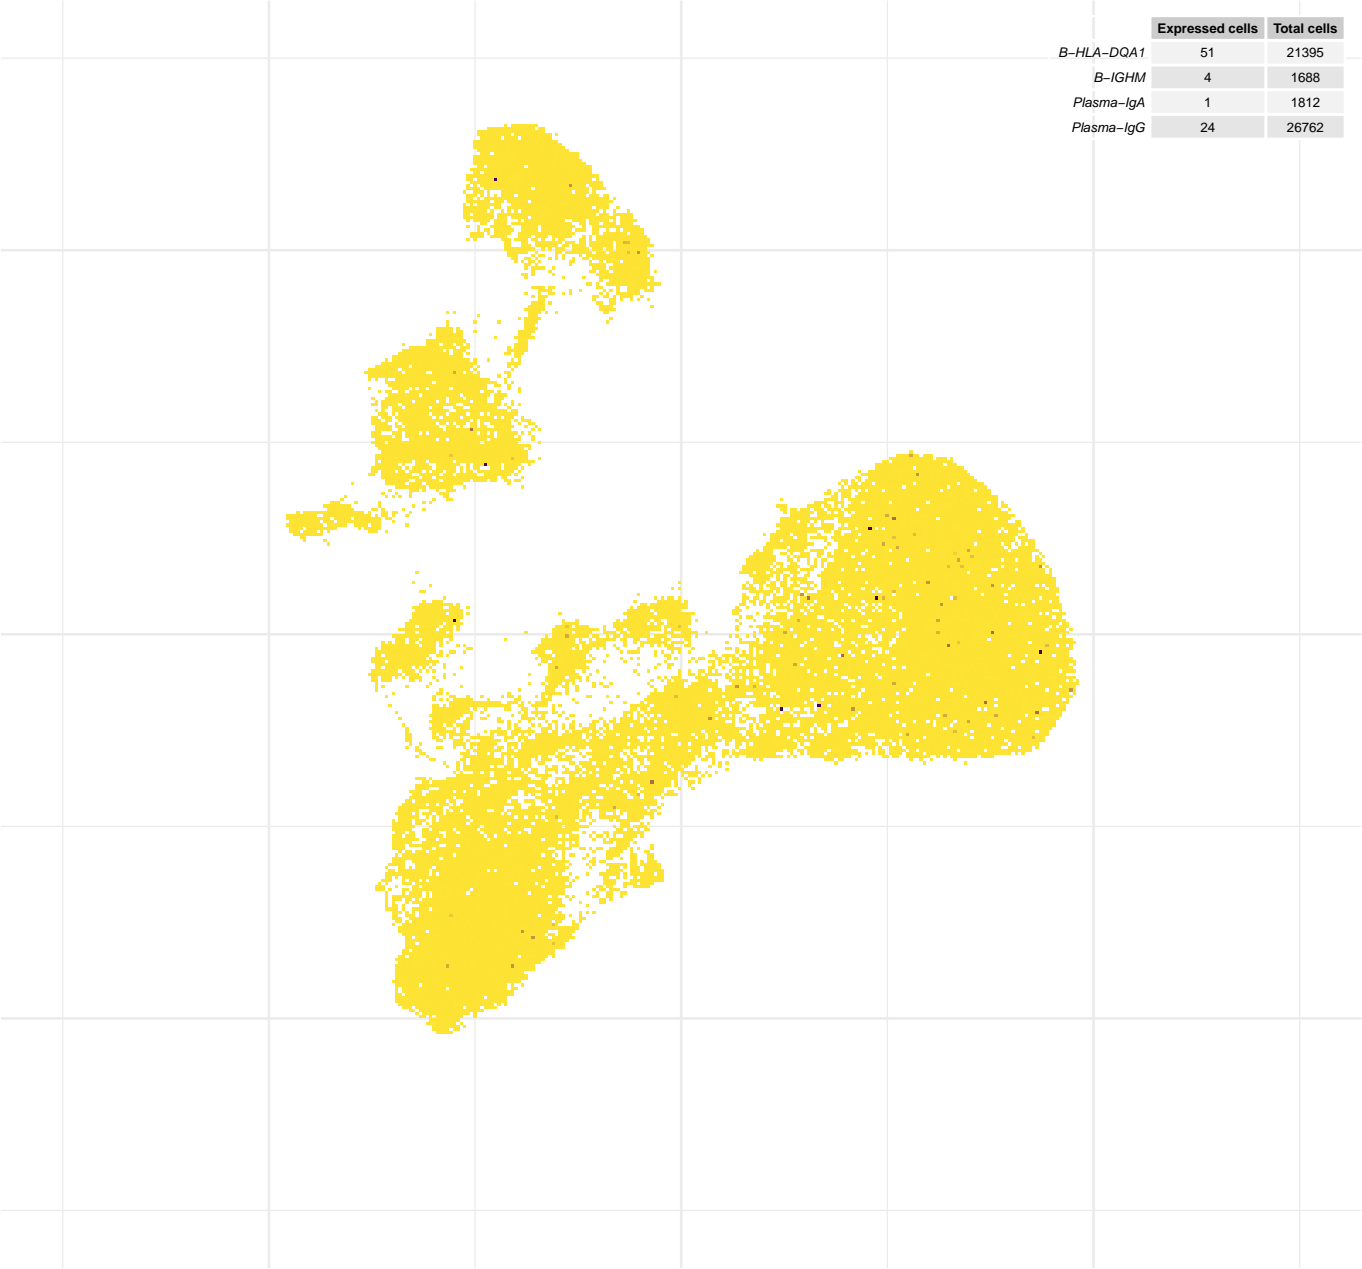 Expressed cells Total cells
B−HLA−DQA1 51 21395
B−IGHM 4 1688
Plasma−IgA 1 1812
Plasma−IgG 24 26762